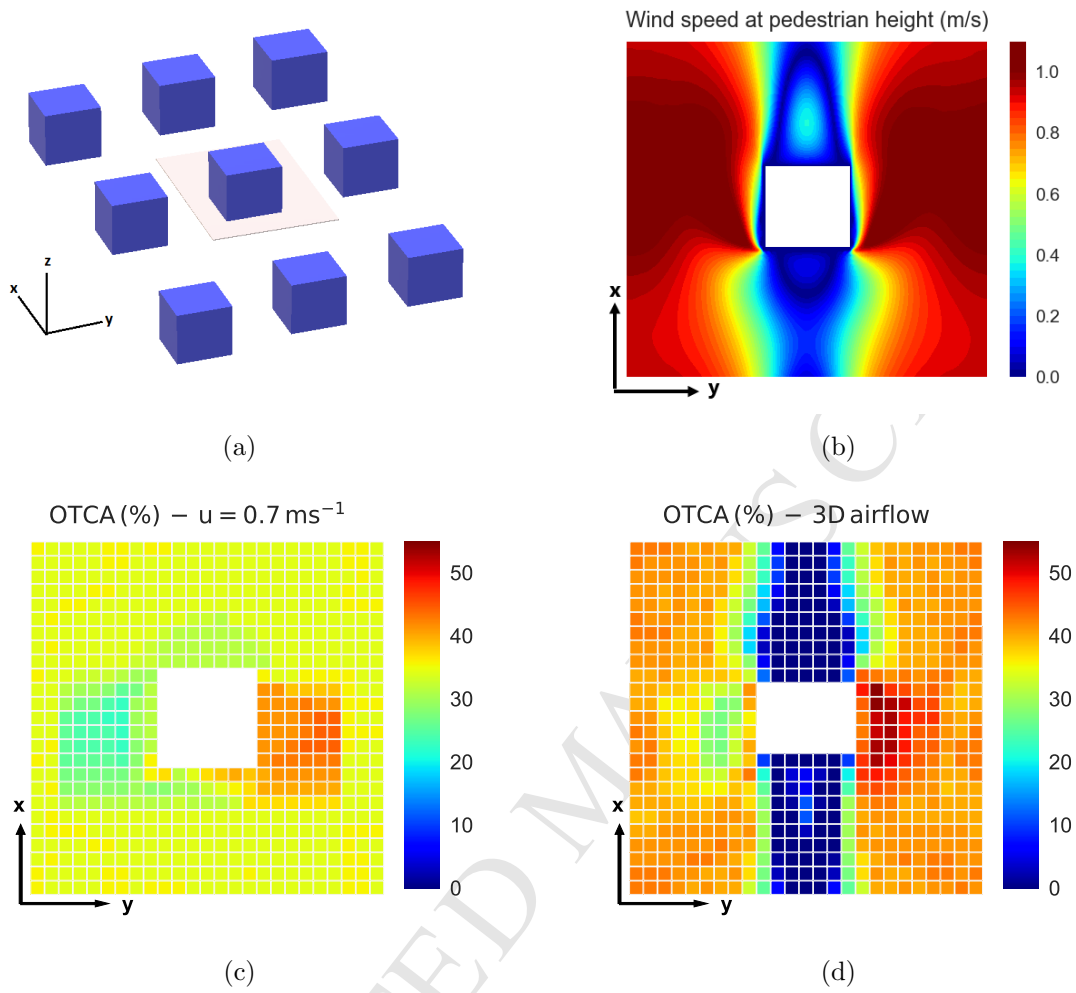 z
x
y
(a)
Wind speed at pedestrian height (m/s)
1.0
0.8
0.6
0.4
0.2
0.0
x
y
(b)
OTCA (%) − u = 0.7 ms⁻¹
50
40
30
20
10
0
x
y
(c)
OTCA (%) − 3D airflow
50
40
30
20
10
0
x
y
(d)